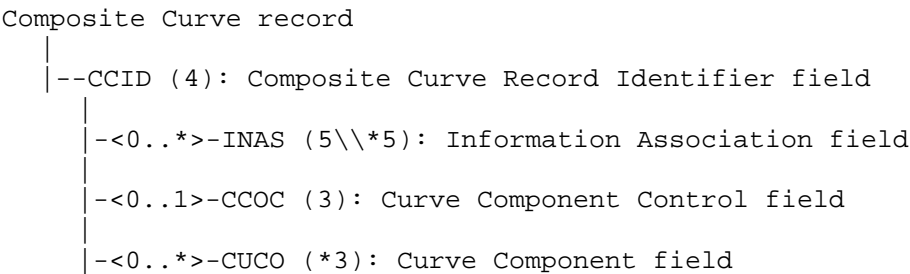 Composite Curve record
|
|--CCID (4): Composite Curve Record Identifier field
|
|-<0..*>-INAS (5\\*5): Information Association field
|
|-<0..1>-CCOC (3): Curve Component Control field
|
|-<0..*>-CUCO (*3): Curve Component field